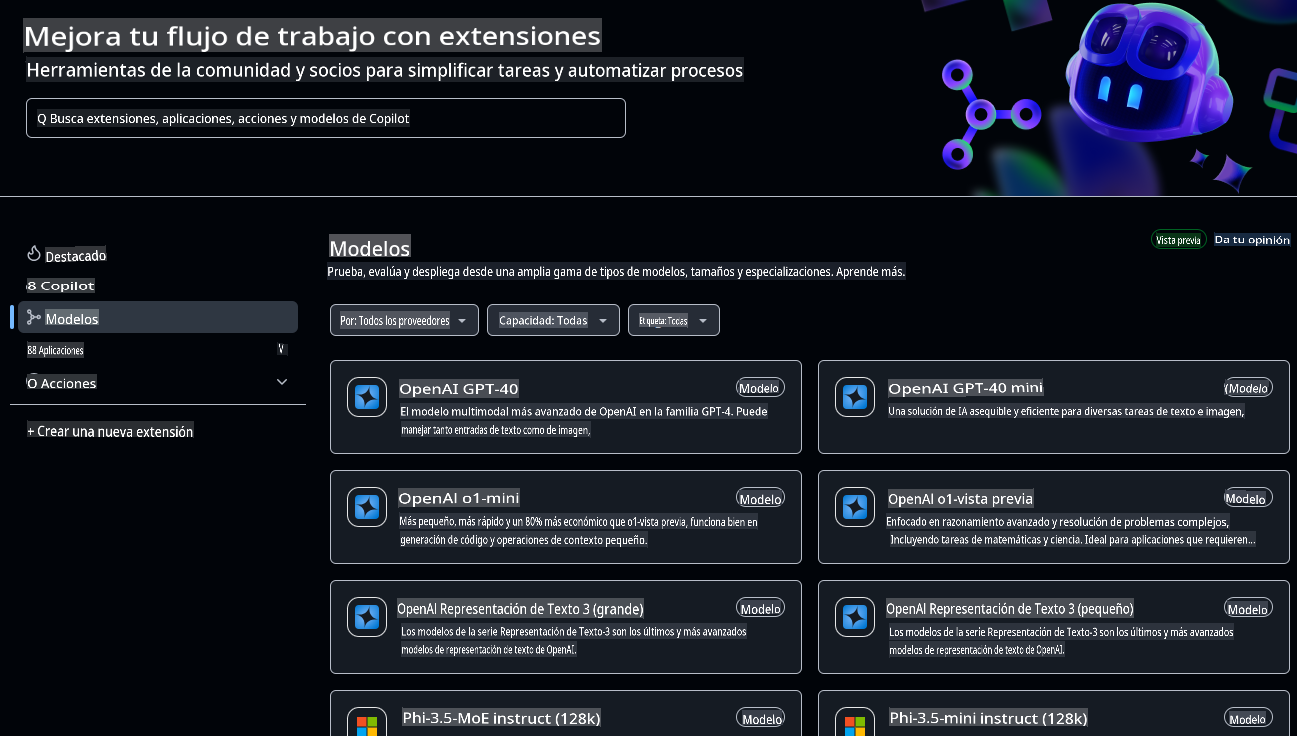 Mejora tu flujo de trabajo con extensiones
Herramientas de la comunidad y socios para simplificar tareas y automatizar procesos
Q Busca extensiones, aplicaciones, acciones y modelos de Copilot
Destacado
8 Copilot
Modelos
88 Aplicaciones
V
O Acciones
+ Crear una nueva extensión
Modelos
Vista previa
Da tu opinión
Prueba, evalúa y despliega desde una amplia gama de tipos de modelos, tamaños y especializaciones. Aprende más.
Por: Todos los proveedores
Capacidad: Todas
Etiqueta: Todas
OpenAI GPT-40
Modelo
El modelo multimodal más avanzado de OpenAI en la familia GPT-4. Puede
manejar tanto entradas de texto como de imagen,
OpenAI GPT-40 mini
(Modelo
Una solución de IA asequible y eficiente para diversas tareas de texto e imagen,
OpenAI o1-mini
Modelo
Más pequeño, más rápido y un 80% más económico que o1-vista previa, funciona bien en
generación de código y operaciones de contexto pequeño.
OpenAI o1-vista previa
Modelo
Enfocado en razonamiento avanzado y resolución de problemas complejos,
Incluyendo tareas de matemáticas y ciencia. Ideal para aplicaciones que requieren...
OpenAI Representación de Texto 3 (grande)
Modelo
Los modelos de la serie Representación de Texto-3 son los últimos y más avanzados
modelos de representación de texto de OpenAI.
OpenAI Representación de Texto 3 (pequeño)
Modelo
Los modelos de la serie Representación de Texto-3 son los últimos y más avanzados
modelos de representación de texto de OpenAI.
Phi-3.5-MoE instruct (128k)
Modelo
Phi-3.5-mini instruct (128k)
Modelo